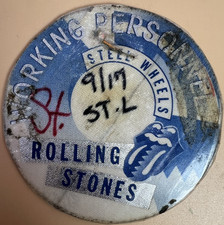 WORKING PERSONNEL
STEEL WHEELS
9/17
St.
ST. L
ROLLING
STONES